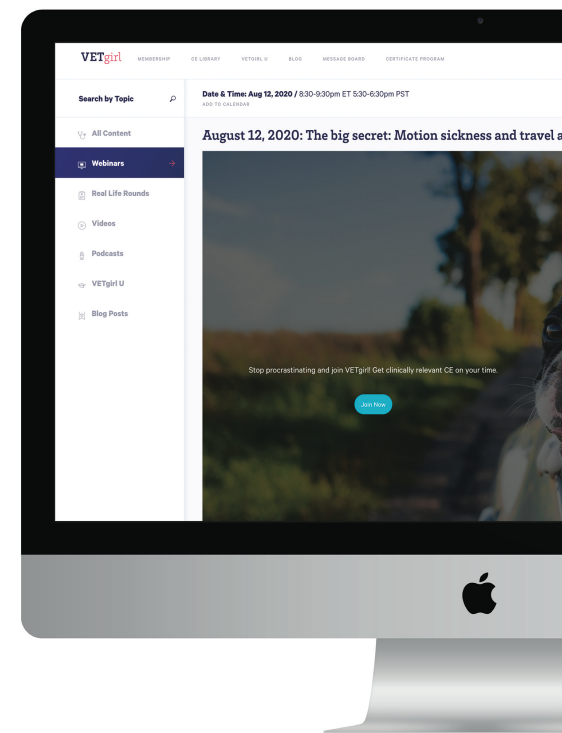 VETgirl MEMBERSHIP CE LIBRARY VETGIRL U BLOG MESSAGE BOARD CERTIFICATE PROGRAM
Search by Topic
Date & Time: Aug 12, 2020 / 8:30-9:30pm ET 5:30-6:30pm PST
ADD TO CALENDAR
All Content
August 12, 2020: The big secret: Motion sickness and travel a
Webinars
Real Life Rounds
Videos
Podcasts
VETgirl U
Blog Posts
Stop procrastinating and join VETgirl! Get clinically relevant CE on your time.
Join Now